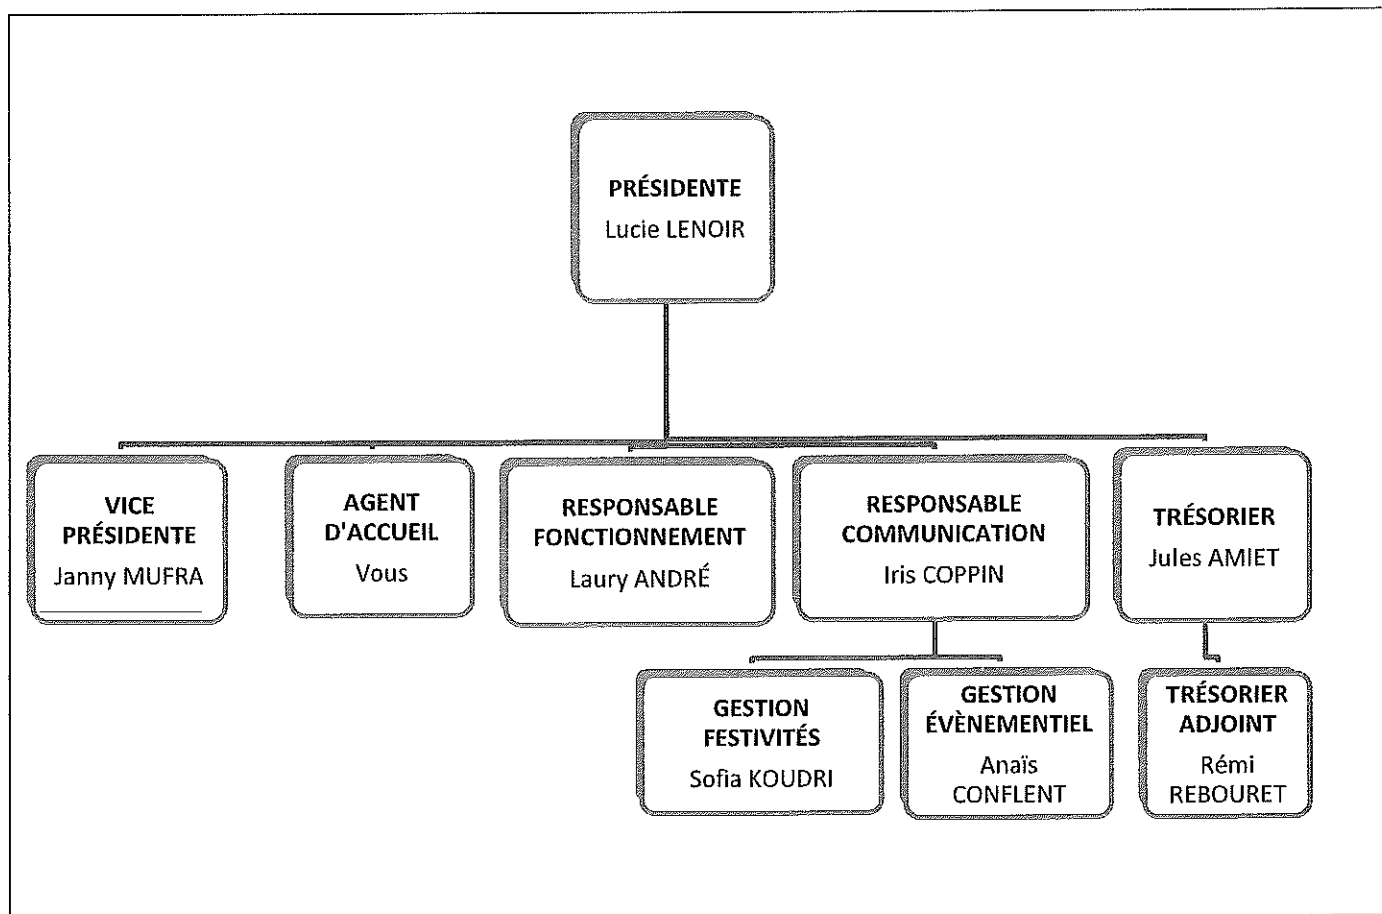 PRÉSIDENTE
Lucie LENOIR
VICE
PRÉSIDENTE
Janny MUFRA
AGENT
D'ACCUEIL
Vous
RESPONSABLE
FONCTIONNEMENT
Laury ANDRÉ
RESPONSABLE
COMMUNICATION
Iris COPPIN
TRÉSORIER
Jules AMIET
GESTION
FESTIVITÉS
Sofia KOUDRI
GESTION
ÉVÈNEMENTIEL
Anaïs
CONFLENT
TRÉSORIER
ADJOINT
Rémi
REBOURET